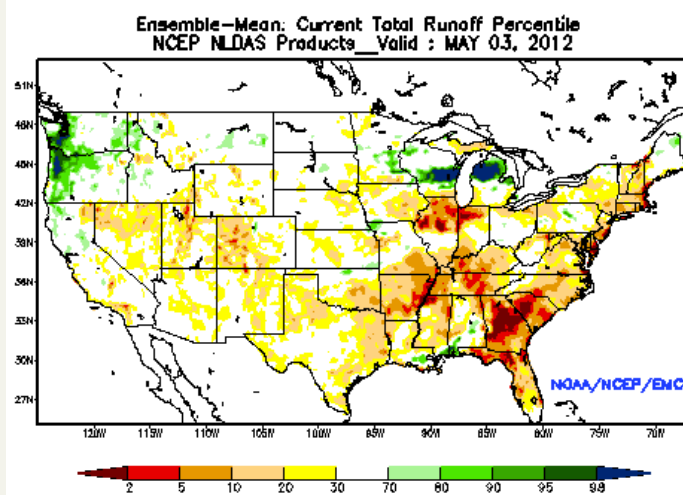 Ensemble-Mean: Current Total Runoff Percentile
NCEP NLDAS Products__Valid : MAY 03, 2012
51N
48N
45N
42N
39N
36N
33N
30N
27N
NOAA/NCEP/EMC
120W 115W 110W 105W 100W 95W 90W 85W 80W 75W 70W
2 5 10 20 30 70 80 90 95 98